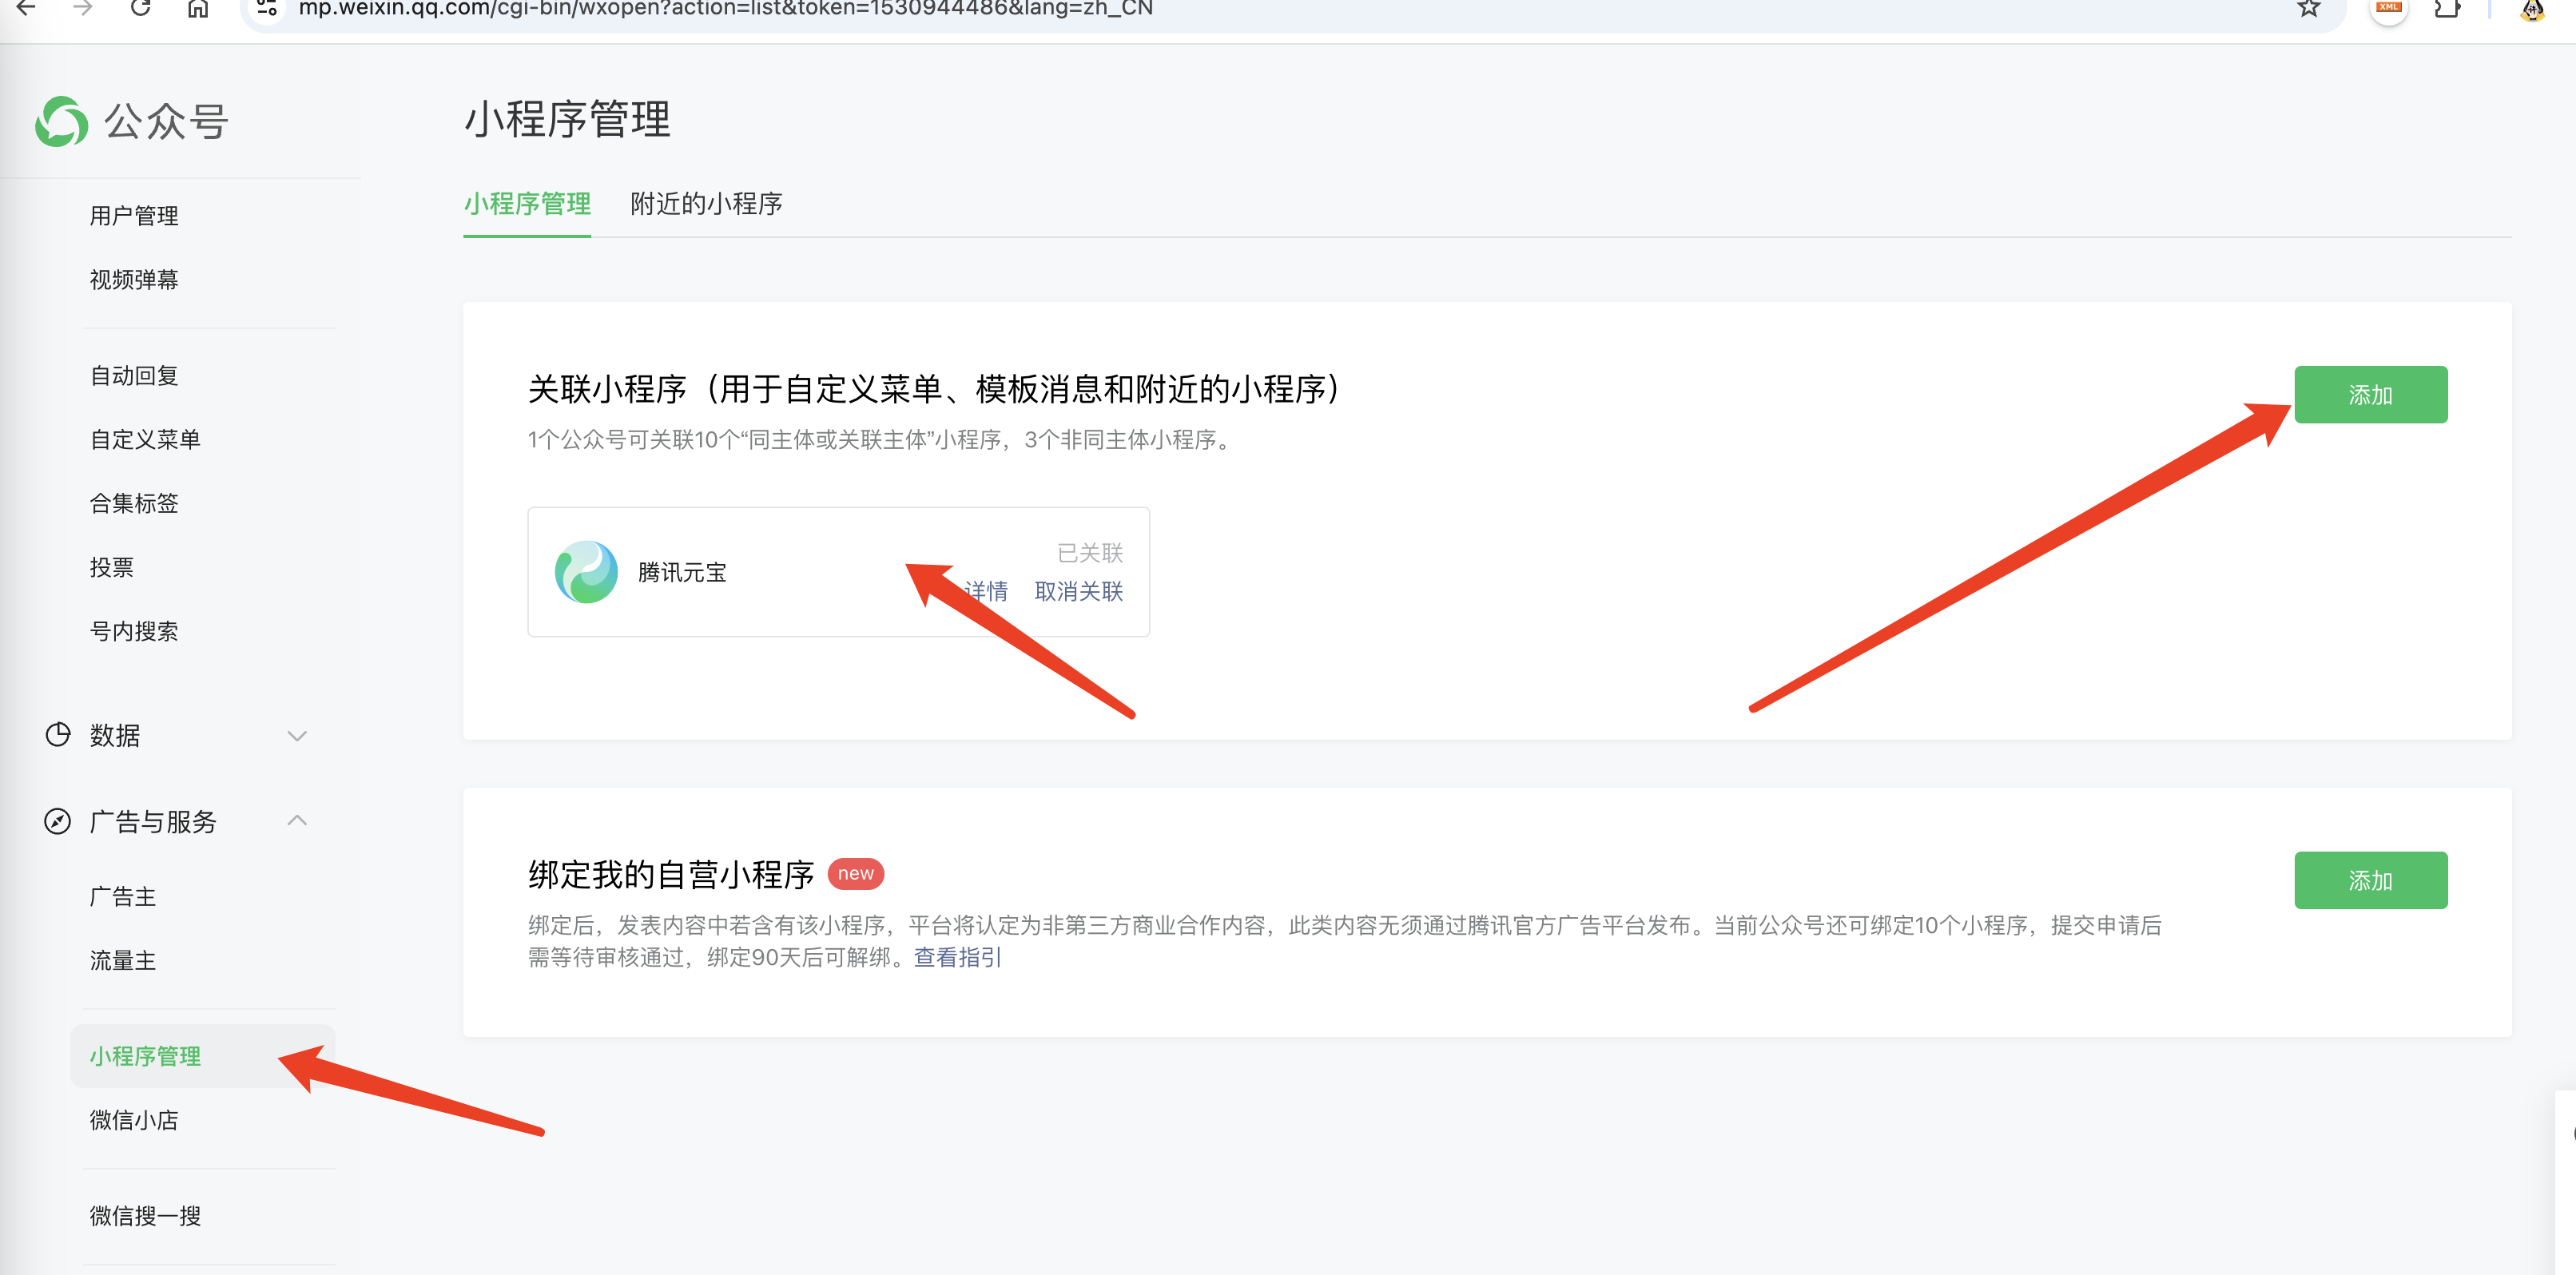 mp.weixin.qq.com/cgi-bin/wxopen?action=list&token=1530944486&lang=zh_CN
XML
公众号
用户管理
视频弹幕
自动回复
自定义菜单
合集标签
投票
号内搜索
数据
广告与服务
广告主
流量主
小程序管理
微信小店
微信搜一搜
小程序管理
小程序管理
附近的小程序
关联小程序（用于自定义菜单、模板消息和附近的小程序）
添加
1个公众号可关联10个“同主体或关联主体”小程序，3个非同主体小程序。
腾讯元宝
已关联
详情 取消关联
绑定我的自营小程序 new
添加
绑定后，发表内容中若含有该小程序，平台将认定为非第三方商业合作内容，此类内容无须通过腾讯官方广告平台发布。当前公众号还可绑定10个小程序，提交申请后
需等待审核通过，绑定90天后可解绑。查看指引